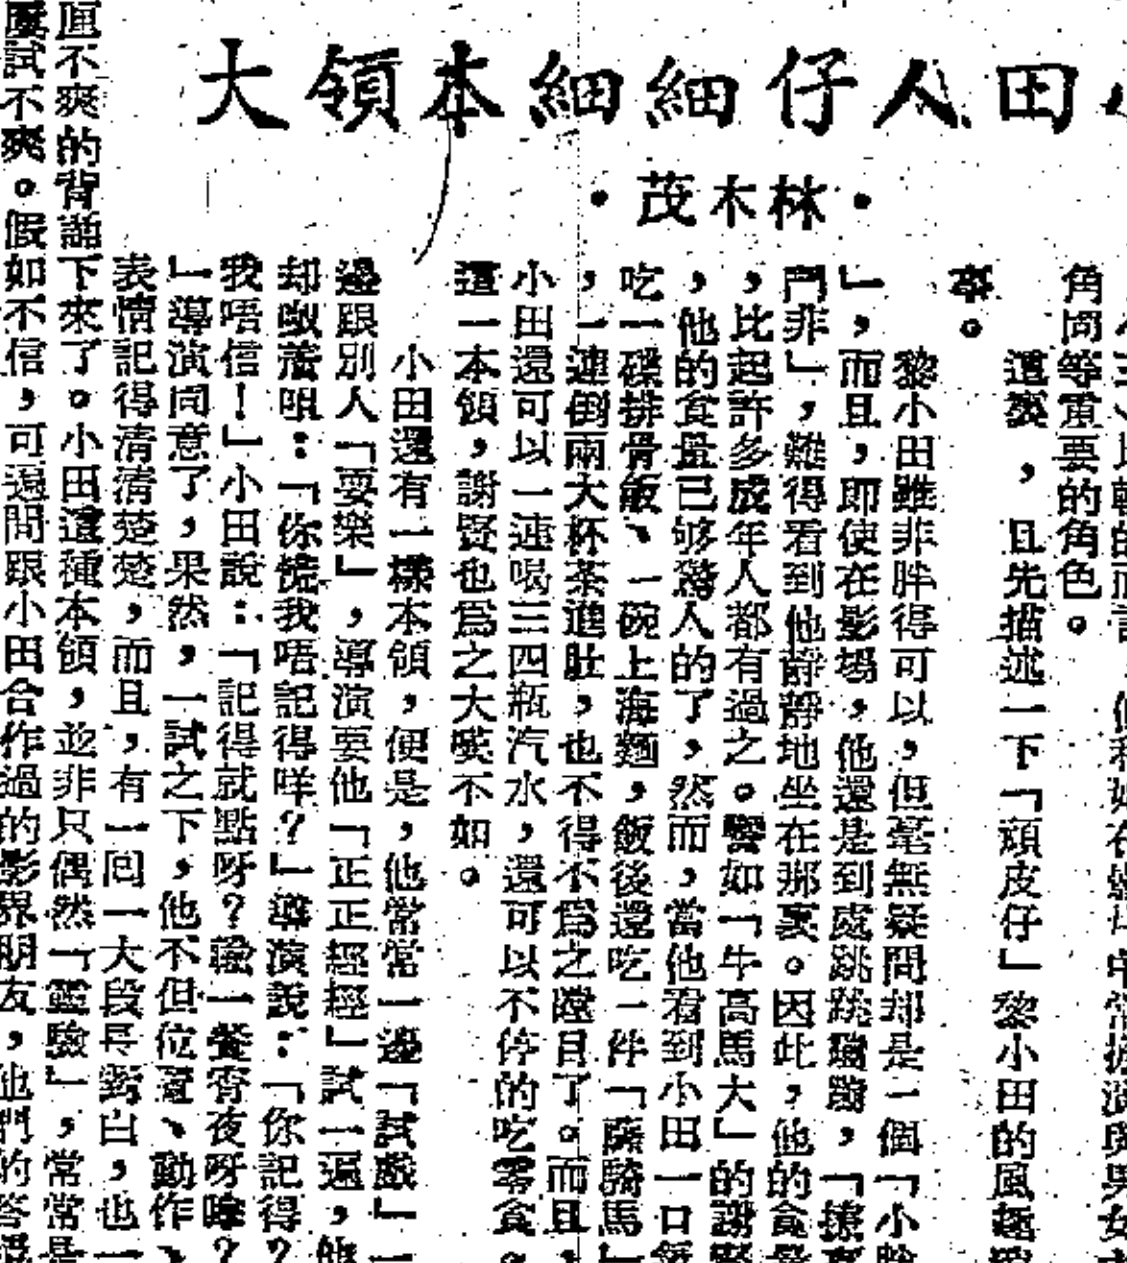 田人仔細細本領大
·林木茂·
角同等重要的角色。
這裏，且先描述一下「頑皮仔」黎小田的風趣
事。
黎小田雖非胖得可以，但毫無疑問却是一個「小
」，而且，即使在影場，他還是到處跳跳蹦蹦，「撩
鬥非」，難得看到他靜靜地坐在那裏。因此，他的食量
，比起許多成年人都有過之。譬如「牛高馬大」的謝賢
，他的食量已够驚人的了，然而，當他看到小田一口氣
吃一碟排骨飯、一碗上海麵，飯後還吃一件「薩騎馬」
，一連倒兩大杯茶進肚，也不得不為之瞠目了。而且，
小田還可以一連喝三四瓶汽水，還可以不停的吃零食。
這一本領，謝賢也爲之大嘆不如。
小田還有一樣本領，便是，他常常一邊「試戲」一
邊跟別人「耍樂」，導演要他「正正經經」試一遍，他
却嗷着咀：「你慌我唔記得咩？」導演說：「你記得？
我唔信！」小田說：「記得就點呀？輸一餐宵夜呀嗱？
」導演同意了，果然，一試之下，他不但位置、動作、
表情記得清清楚楚，而且，有一回一大段長對白，也一
不爽的背誦下來了。小田這種本領，並非只偶然「靈驗」，常常是
屢試不爽。假如不信，可過問跟小田合作過的影界朋友，他們的答